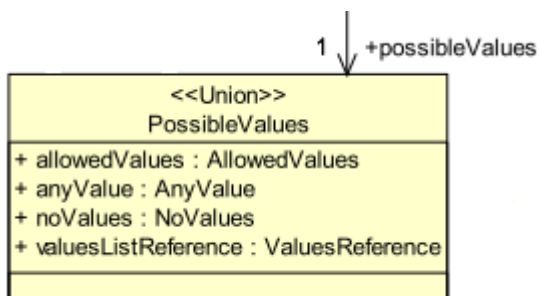 1 +possibleValues
<<Union>>
PossibleValues
+ allowedValues : AllowedValues
+ anyValue : AnyValue
+ noValues : NoValues
+ valuesListReference : ValuesReference